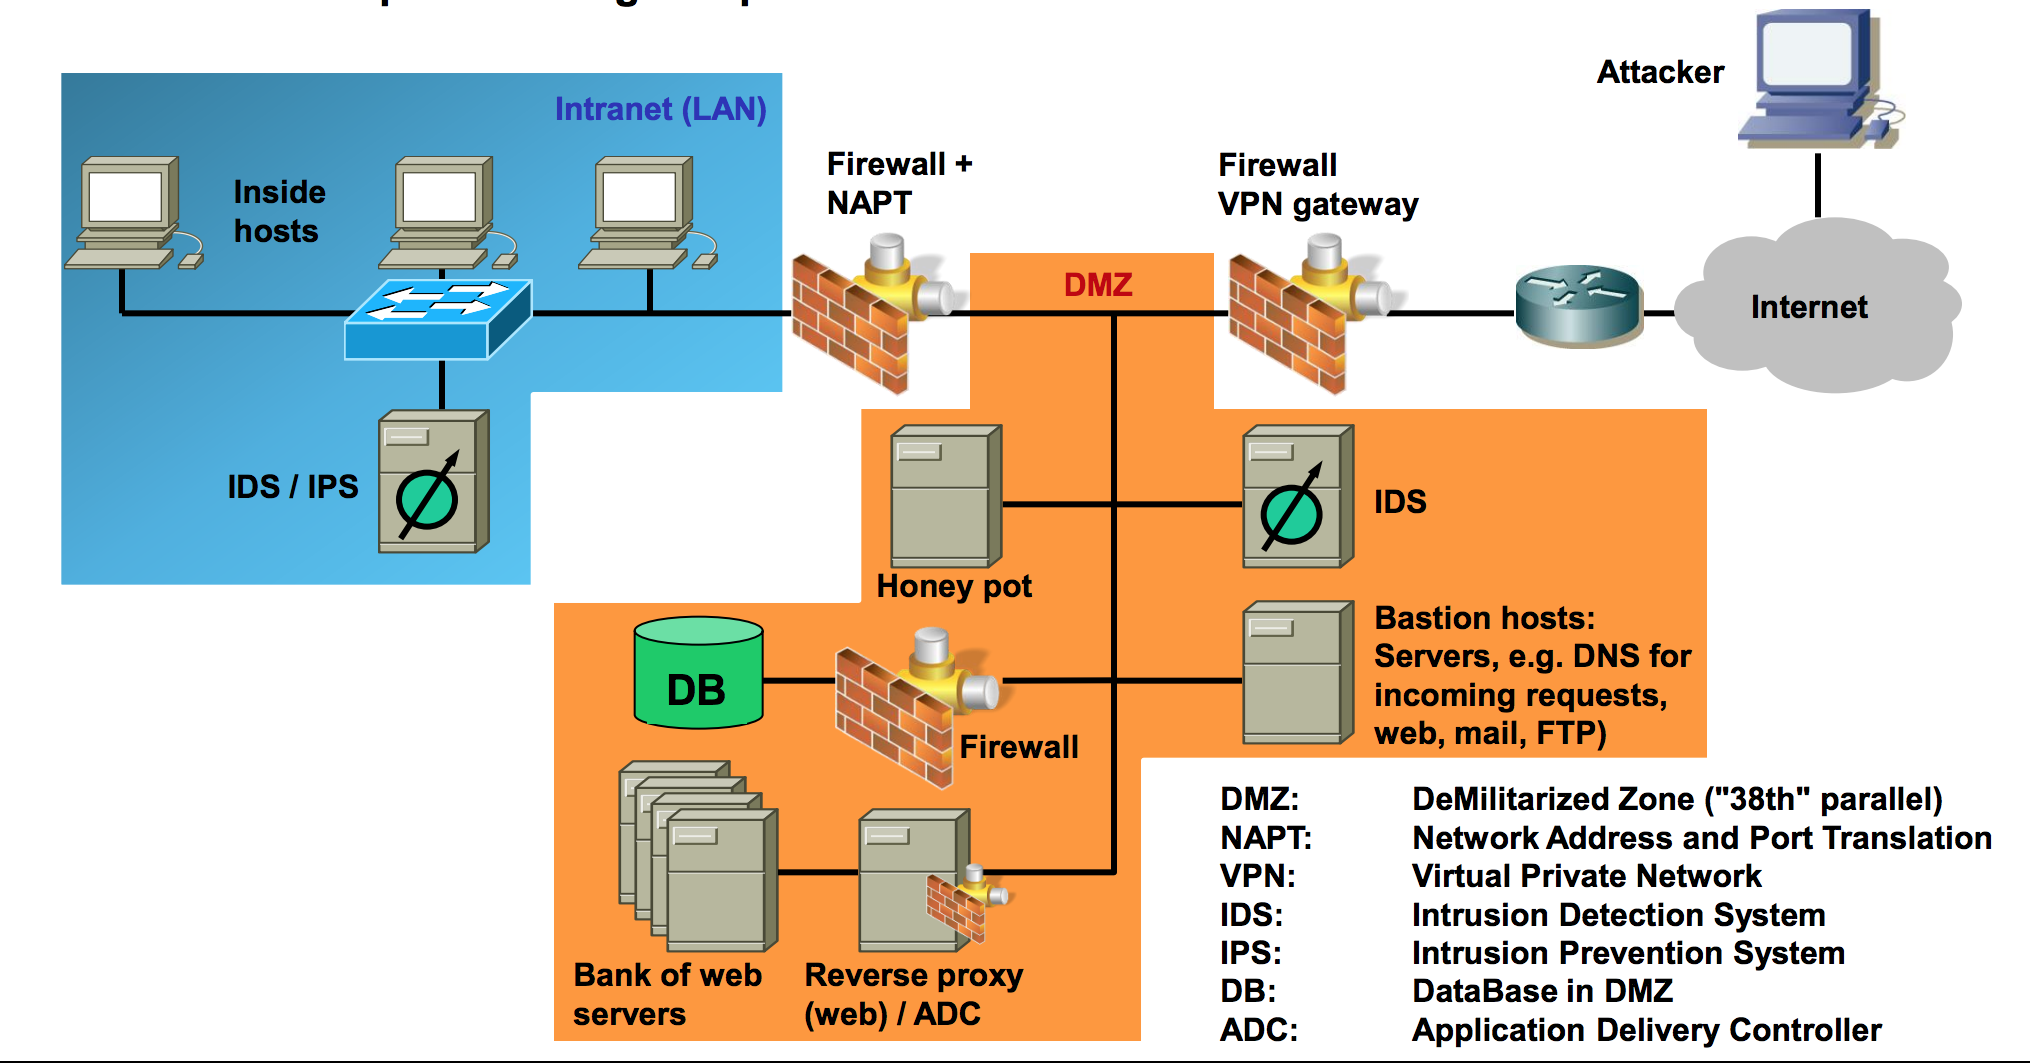 Attacker
Intranet (LAN)
Inside
hosts
Firewall +
NAPT
Firewall
VPN gateway
DMZ
Internet
IDS / IPS
IDS
Honey pot
Bastion hosts:
Servers, e.g. DNS for
incoming requests,
web, mail, FTP)
DB
Firewall
Bank of web
servers
Reverse proxy
(web) / ADC
DMZ: DeMilitarized Zone ("38th" parallel)
NAPT: Network Address and Port Translation
VPN: Virtual Private Network
IDS: Intrusion Detection System
IPS: Intrusion Prevention System
DB: DataBase in DMZ
ADC: Application Delivery Controller